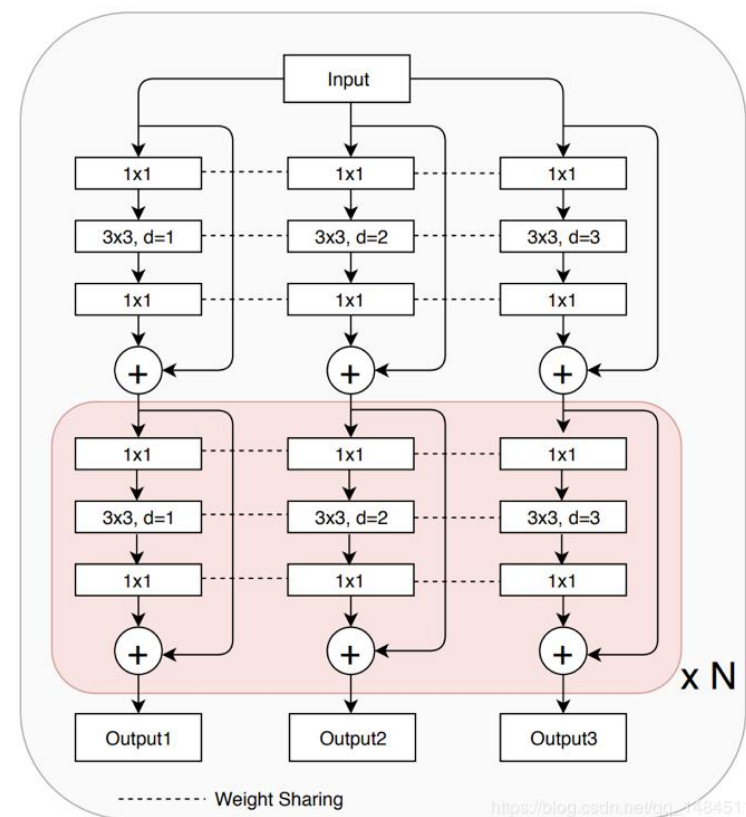 Input
1x1 1x1 1x1
3x3, d=1 3x3, d=2 3x3, d=3
1x1 1x1 1x1
+ + +
1x1 1x1 1x1
3x3, d=1 3x3, d=2 3x3, d=3
1x1 1x1 1x1
+ + +
x N
Output1 Output2 Output3
Weight Sharing